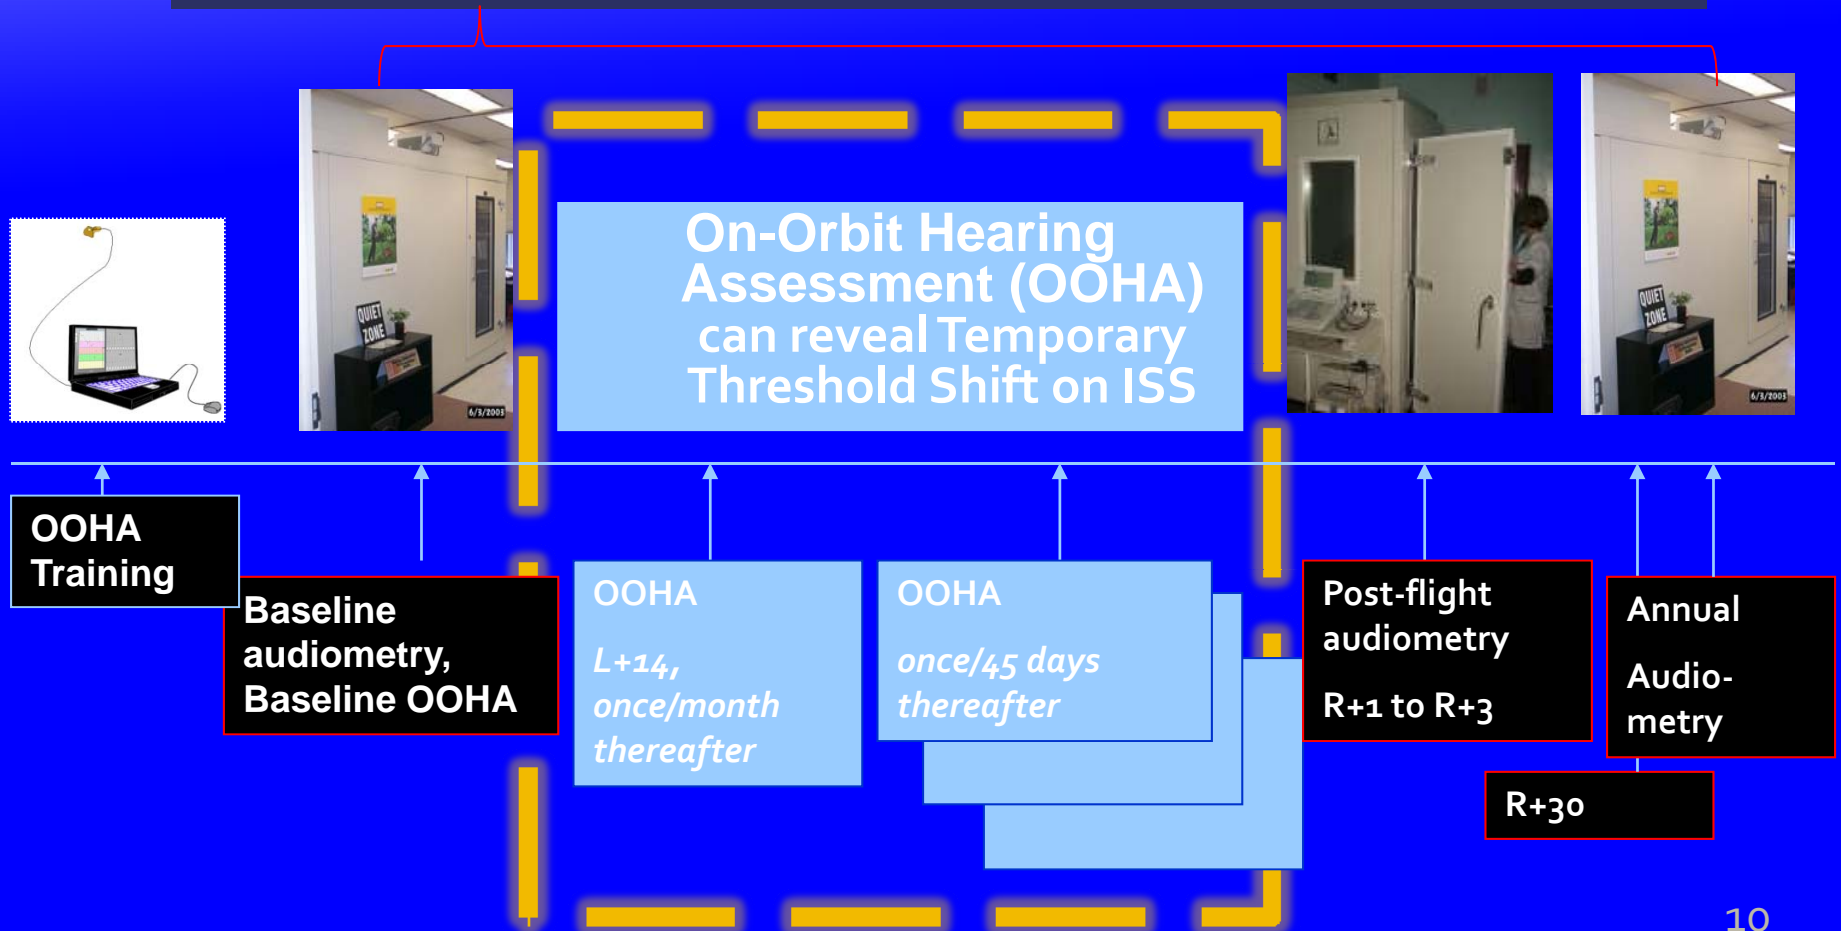 On-Orbit Hearing
Assessment (OOHA)
can reveal Temporary
Threshold Shift on ISS
QUIET
ZONE
6/3/2003
QUIET
ZONE
6/3/2003
OOHA
Training
Baseline
audiometry,
Baseline OOHA
OOHA
L+14,
once/month
thereafter
OOHA
once/45 days
thereafter
Post-flight
audiometry
R+1 to R+3
Annual
Audio-
metry
R+30
10